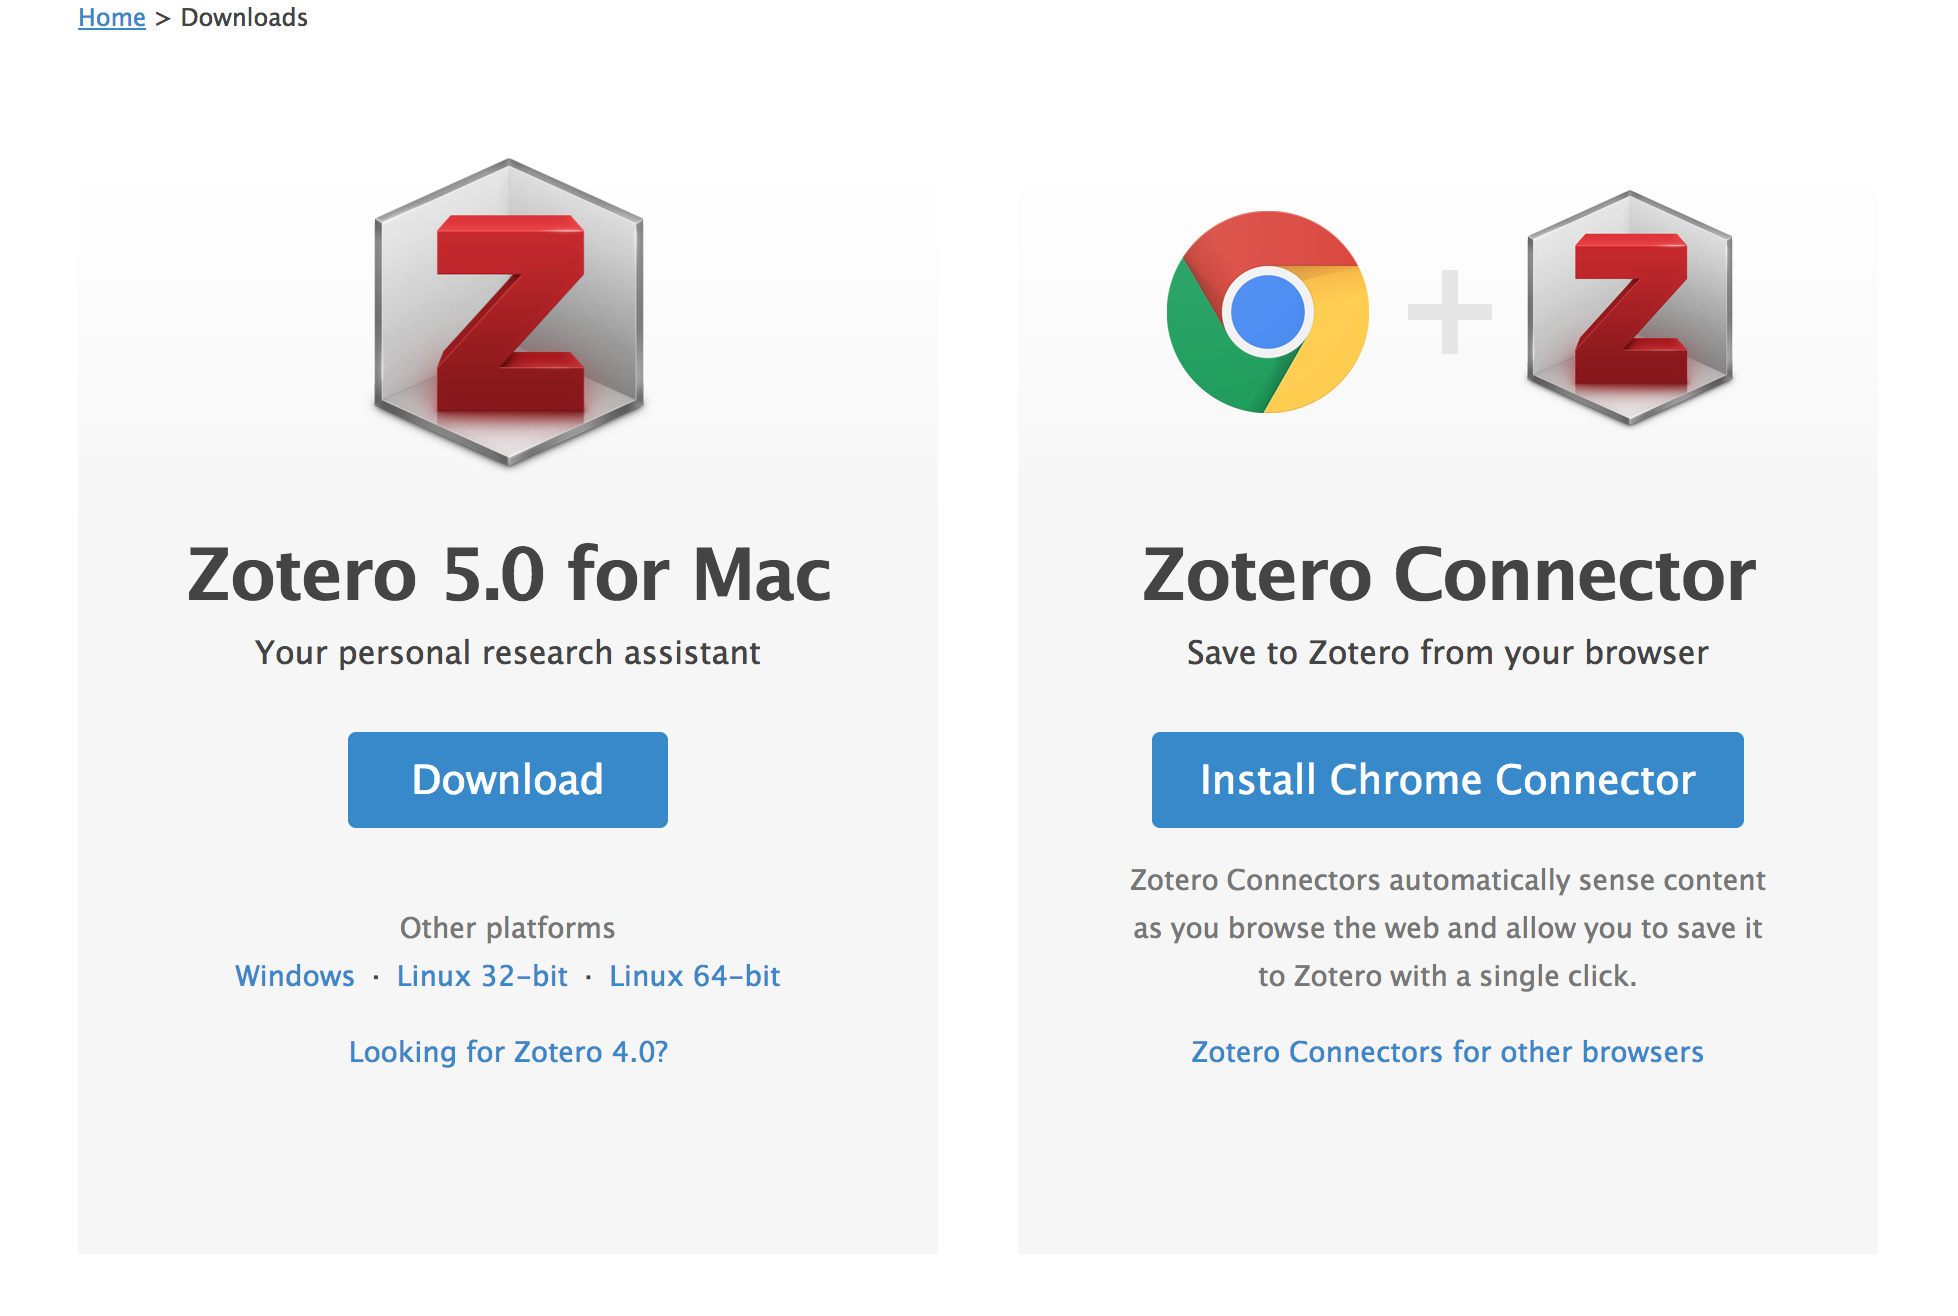 Home > Downloads
Z
Zotero 5.0 for Mac
Your personal research assistant
Download
Other platforms
Windows · Linux 32-bit · Linux 64-bit
Looking for Zotero 4.0?
Z
Zotero Connector
Save to Zotero from your browser
Install Chrome Connector
Zotero Connectors automatically sense content
as you browse the web and allow you to save it
to Zotero with a single click.
Zotero Connectors for other browsers